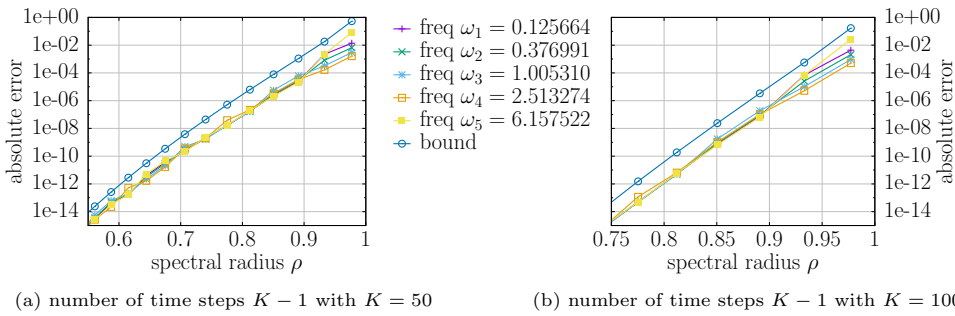 absolute error
1e+00
1e-02
1e-04
1e-06
1e-08
1e-10
1e-12
1e-14
0.6 0.7 0.8 0.9 1
spectral radius ρ
freq ω1 = 0.125664
freq ω2 = 0.376991
freq ω3 = 1.005310
freq ω4 = 2.513274
freq ω5 = 6.157522
bound
1e+00
1e-02
1e-04
1e-06
1e-08
1e-10
1e-12
1e-14
absolute error
0.75 0.8 0.85 0.9 0.95 1
spectral radius ρ
(a) number of time steps K − 1 with K = 50
(b) number of time steps K − 1 with K = 100